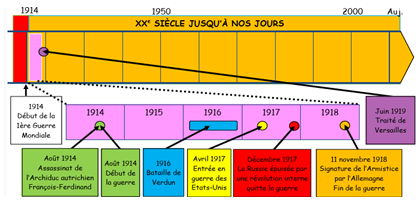 1914
1950
2000
Auj.
XXe SIÈCLE JUSQU'À NOS JOURS
1914
Début de la
1ère Guerre
Mondiale
1914
1915
1916
1917
1918
Juin 1919
Traité de
Versailles
Août 1914
Assassinat de
l'Archiduc autrichien
François-Ferdinand
Août 1914
Début de
la guerre
1916
Bataille de
Verdun
Avril 1917
Entrée en
guerre des
Etats-Unis
Décembre 1917
La Russie épuisée par
une révolution interne
quitte la guerre
11 novembre 1918
Signature de l'Armistice
par l'Allemagne
Fin de la guerre